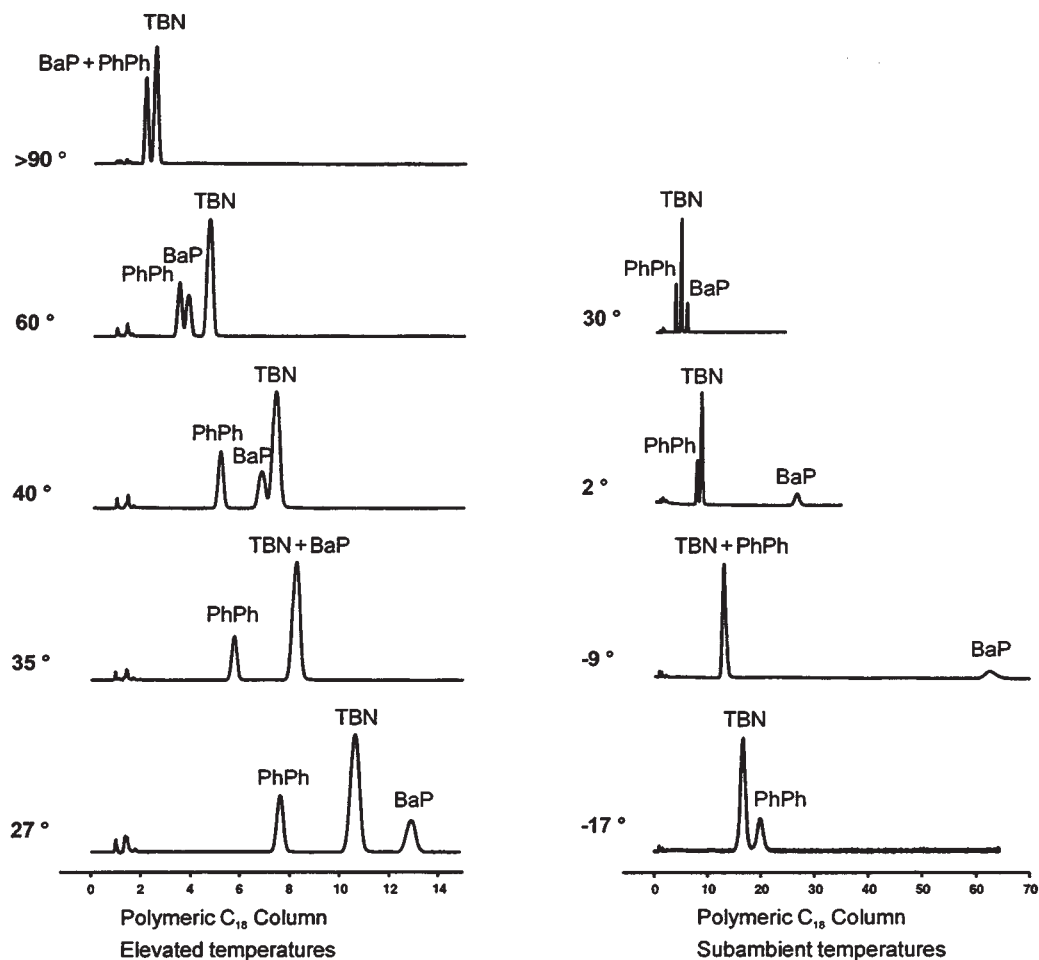 TBN
BaP + PhPh
>90 °
TBN
BaP
PhPh
60 °
TBN
PhPh
BaP
40 °
TBN + BaP
PhPh
35 °
TBN
PhPh
BaP
27 °
0 2 4 6 8 10 12 14
Polymeric C₁₈ Column
Elevated temperatures
TBN
PhPh
BaP
30 °
TBN
PhPh
BaP
2 °
TBN + PhPh
BaP
-9 °
TBN
PhPh
-17 °
0 10 20 30 40 50 60 70
Polymeric C₁₈ Column
Subambient temperatures